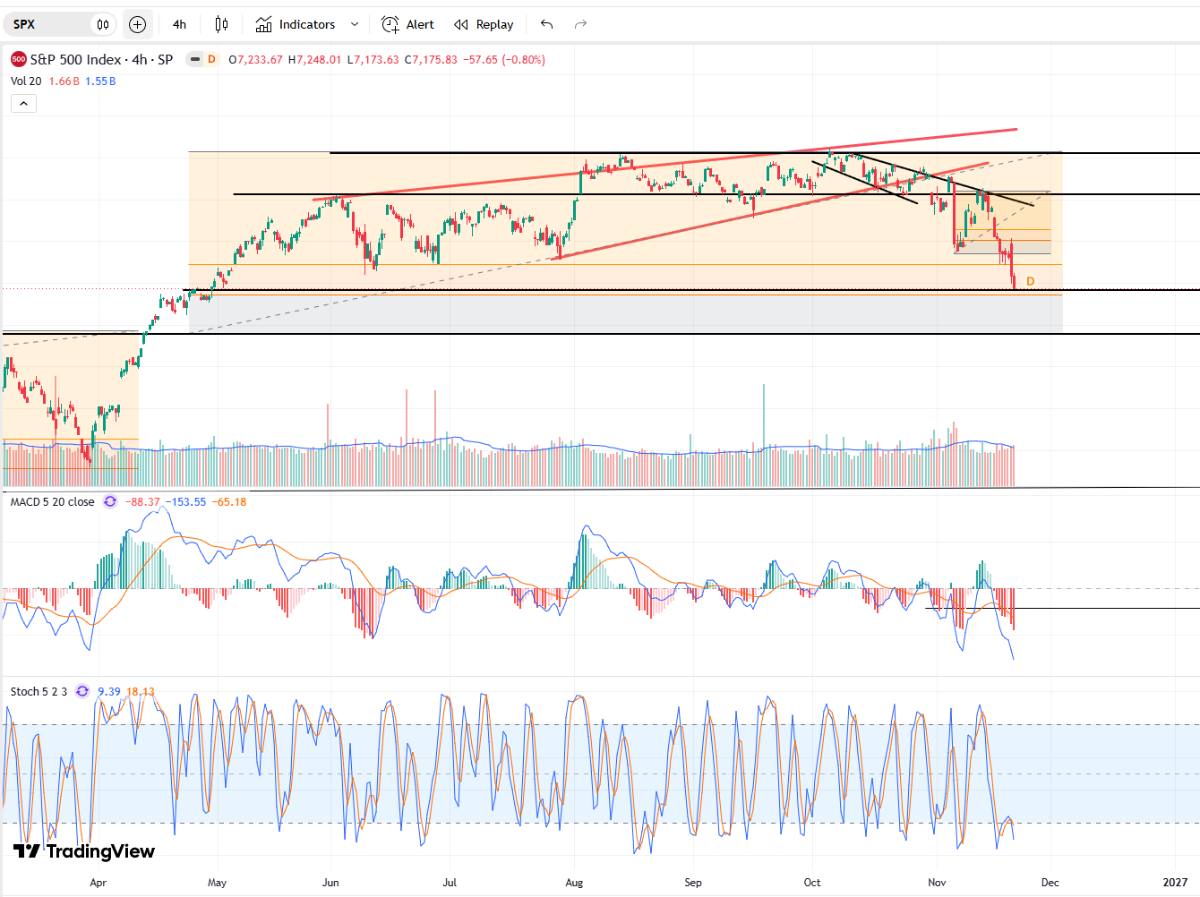 SPX 4h Indicators Alert Replay
500 S&P 500 Index · 4h · SP D O7,233.67 H7,248.01 L7,173.63 C7,175.83 −57.65 (−0.80%)
Vol 20 1.66B 1.55B
D
MACD 5 20 close −88.37 −153.55 −65.18
Stoch 5 2 3 9.39 18.13
TradingView
Apr May Jun Jul Aug Sep Oct Nov Dec 2027